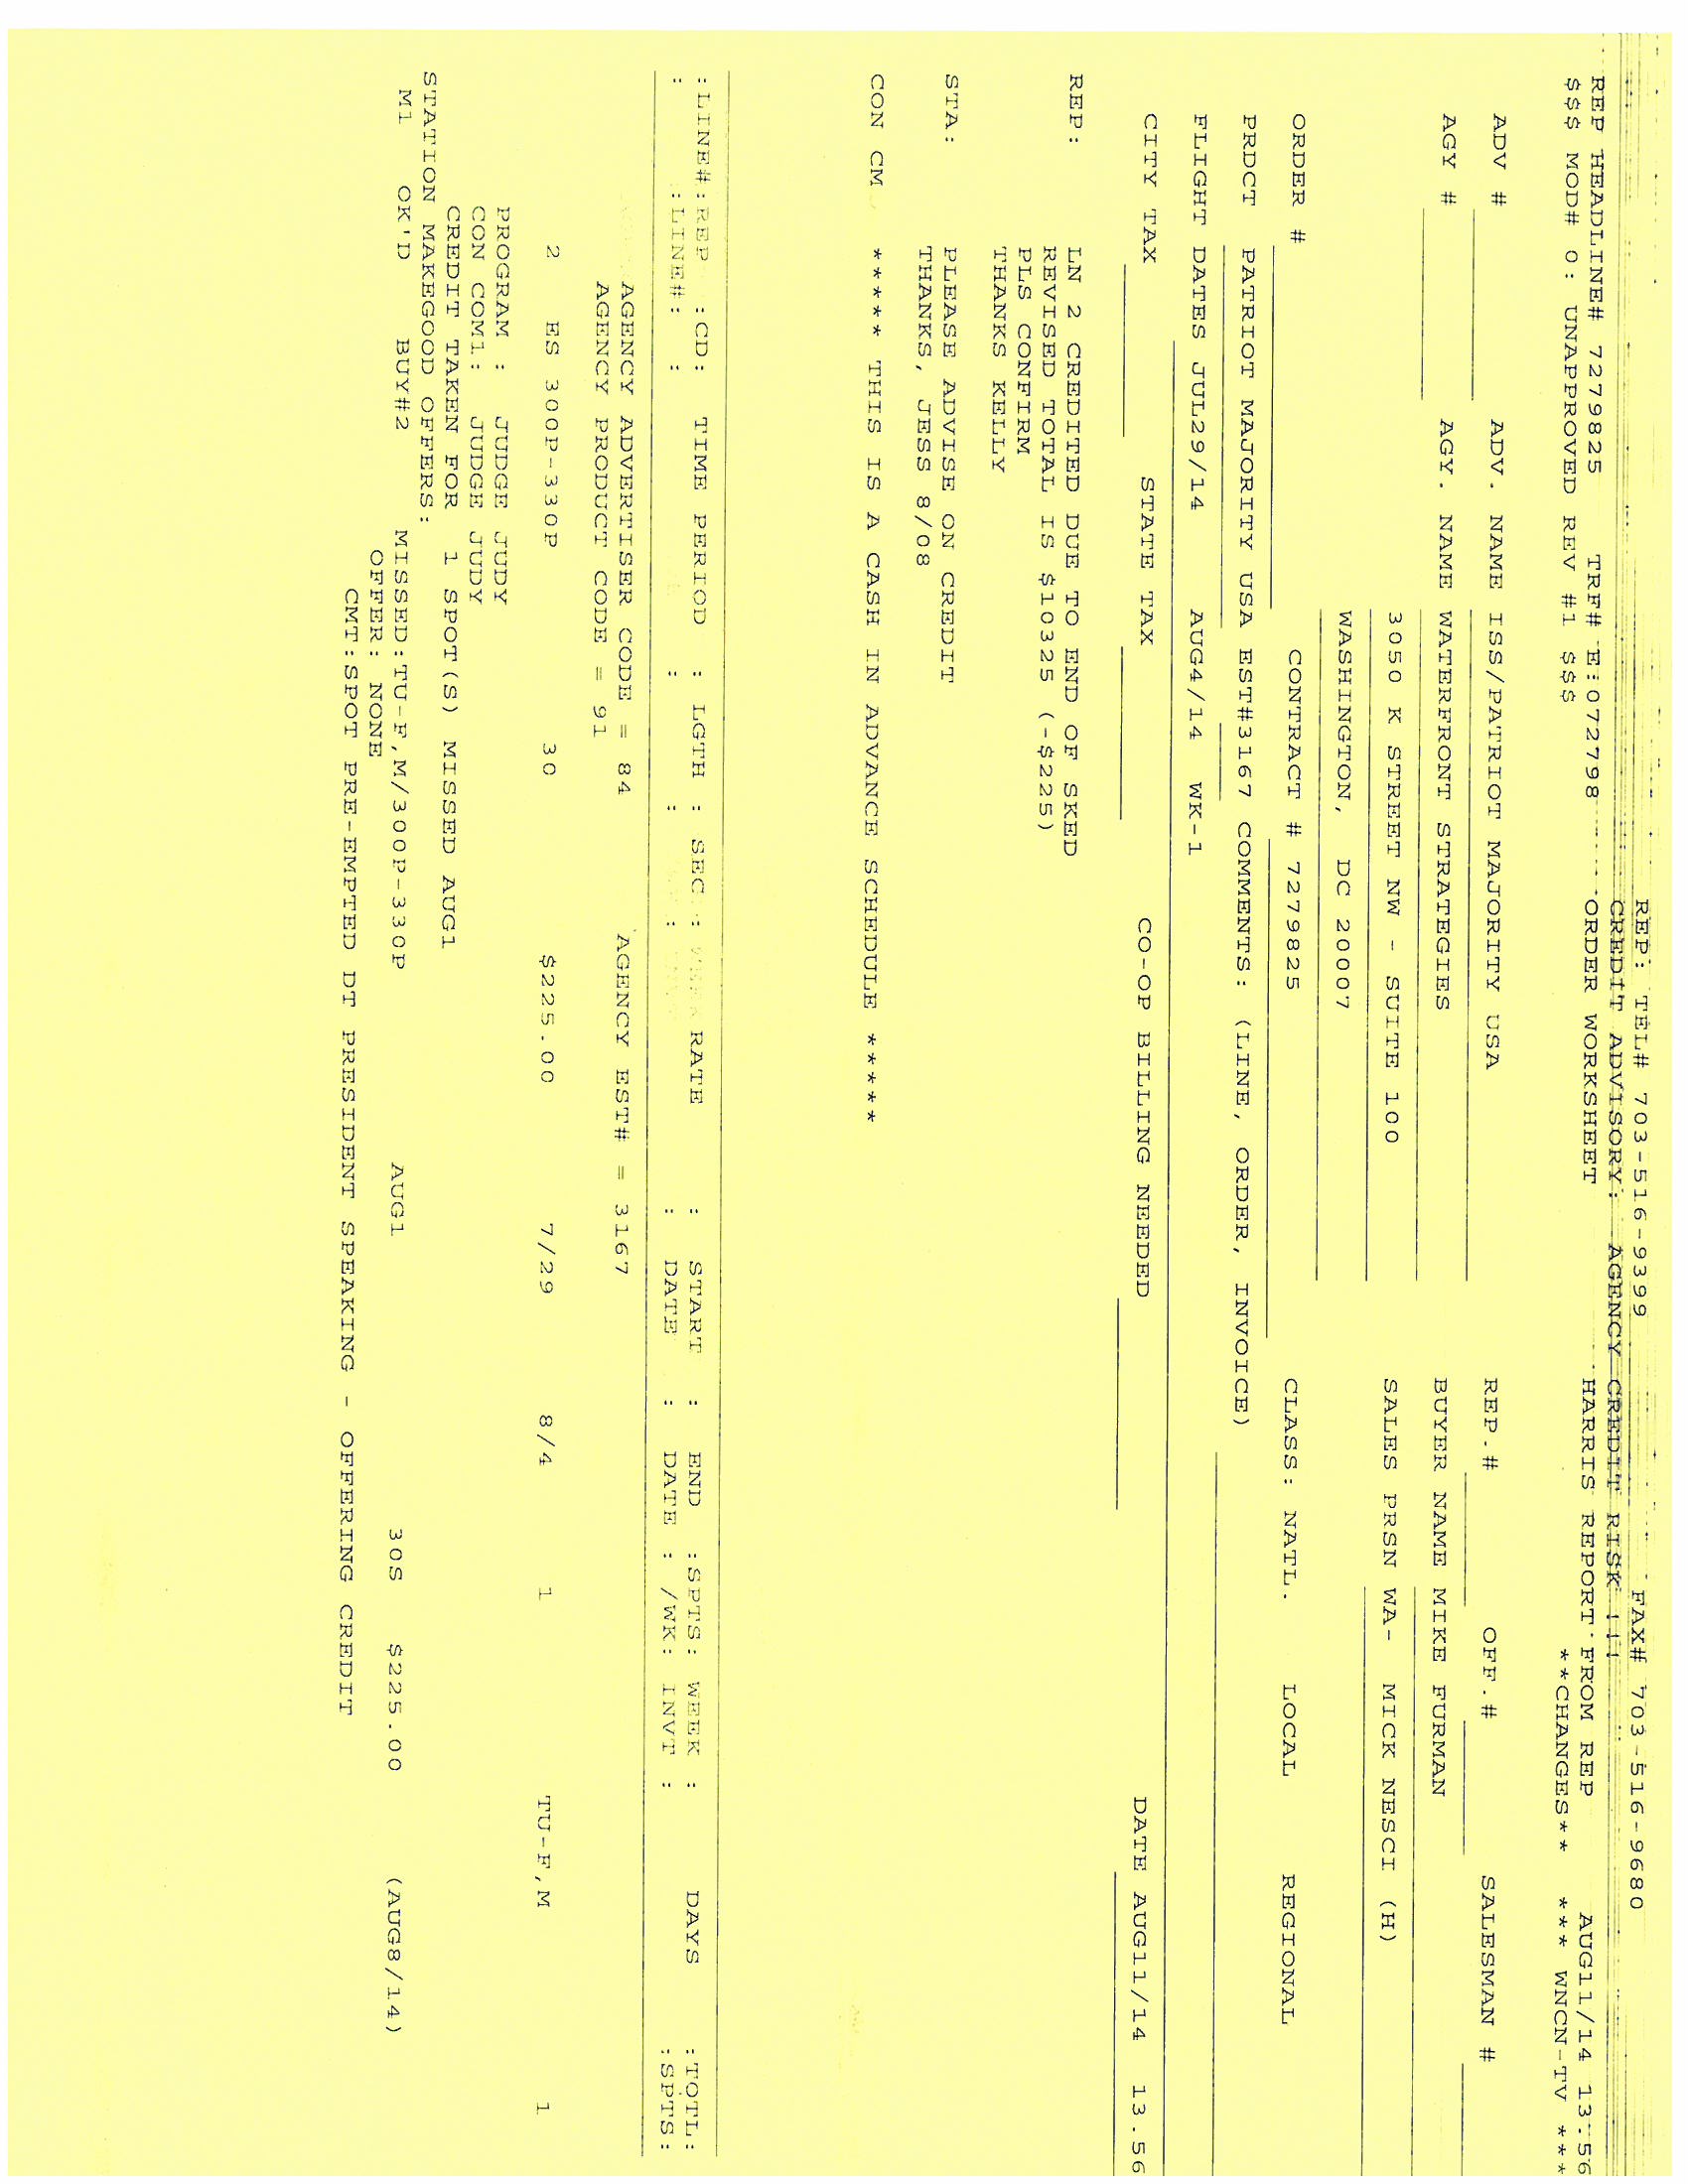 REP: TEL# 703-516-9399 FAX# 703-516-9680
CREDIT ADVISORY: AGENCY CREDIT RISK !!!
REP HEADLINE# 7279825 TRF# E:072798 ORDER WORKSHEET HARRIS REPORT FROM REP AUG11/14 13:56
$$$ MOD# 0: UNAPPROVED REV #1 $$$ **CHANGES** *** WNCN-TV ***
ADV # ADV. NAME ISS/PATRIOT MAJORITY USA REP.# OFF.# SALESMAN #
AGY # AGY. NAME WATERFRONT STRATEGIES BUYER NAME MIKE FURMAN
3050 K STREET NW - SUITE 100 SALES PRSN WA- MICK NESCI (H)
WASHINGTON, DC 20007
ORDER # CONTRACT # 7279825 CLASS: NATL. LOCAL REGIONAL
PRDCT PATRIOT MAJORITY USA EST#3167 COMMENTS: (LINE, ORDER, INVOICE)
FLIGHT DATES JUL29/14 AUG4/14 WK-1
CITY TAX STATE TAX CO-OP BILLING NEEDED DATE AUG11/14 13.56
REP: LN 2 CREDITED DUE TO END OF SKED
REVISED TOTAL IS $10325 (-$225)
PLS CONFIRM
THANKS KELLY
STA: PLEASE ADVISE ON CREDIT
THANKS, JESS 8/08
CON CM ***** THIS IS A CASH IN ADVANCE SCHEDULE *****
:LINE#:REP :CD: TIME PERIOD : LGTH : SEC : RATE : START : END :SPTS: WEEK : DAYS :TOTL:
: :LINE#: : : : : : DATE : DATE : /WK: INVT : :SPTS:
AGENCY ADVERTISER CODE = 84 AGENCY EST# = 3167
AGENCY PRODUCT CODE = 91
2 ES 300P-330P 30 $225.00 7/29 8/4 1 TU-F,M 1
PROGRAM : JUDGE JUDY
CON COM1: JUDGE JUDY
CREDIT TAKEN FOR 1 SPOT(S) MISSED AUG1
STATION MAKEGOOD OFFERS:
M1 OK'D BUY#2 MISSED:TU-F,M/300P-330P AUG1 30S $225.00 (AUG8/14)
OFFER: NONE
CMT:SPOT PRE-EMPTED DT PRESIDENT SPEAKING - OFFERING CREDIT